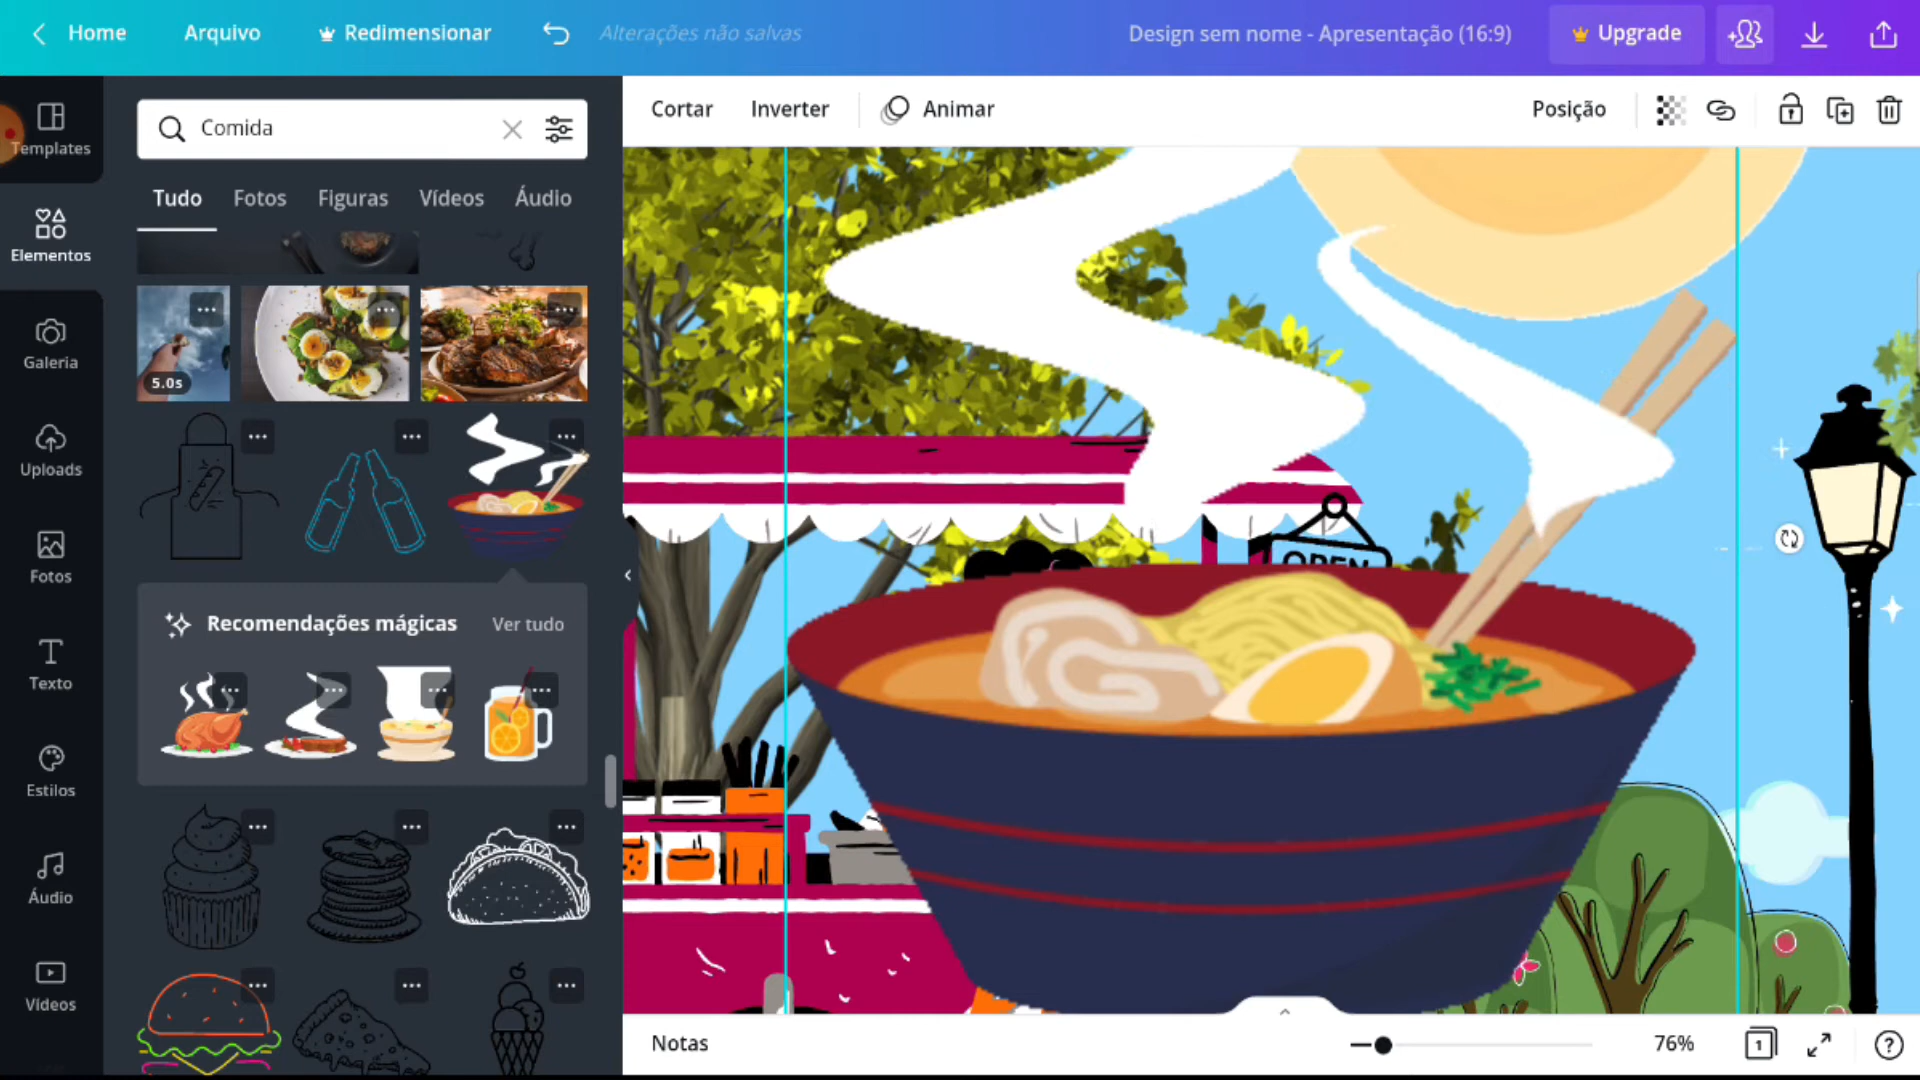 Home Arquivo Redimensionar Alterações não salvas Design sem nome - Apresentação (16:9) Upgrade
Templates
Elementos
Galeria
Uploads
Fotos
Texto
Estilos
Áudio
Vídeos
Comida
Tudo Fotos Figuras Vídeos Áudio
5.0s
Recomendações mágicas Ver tudo
Cortar Inverter Animar Posição
OPEN
Notas 76% 1 ?